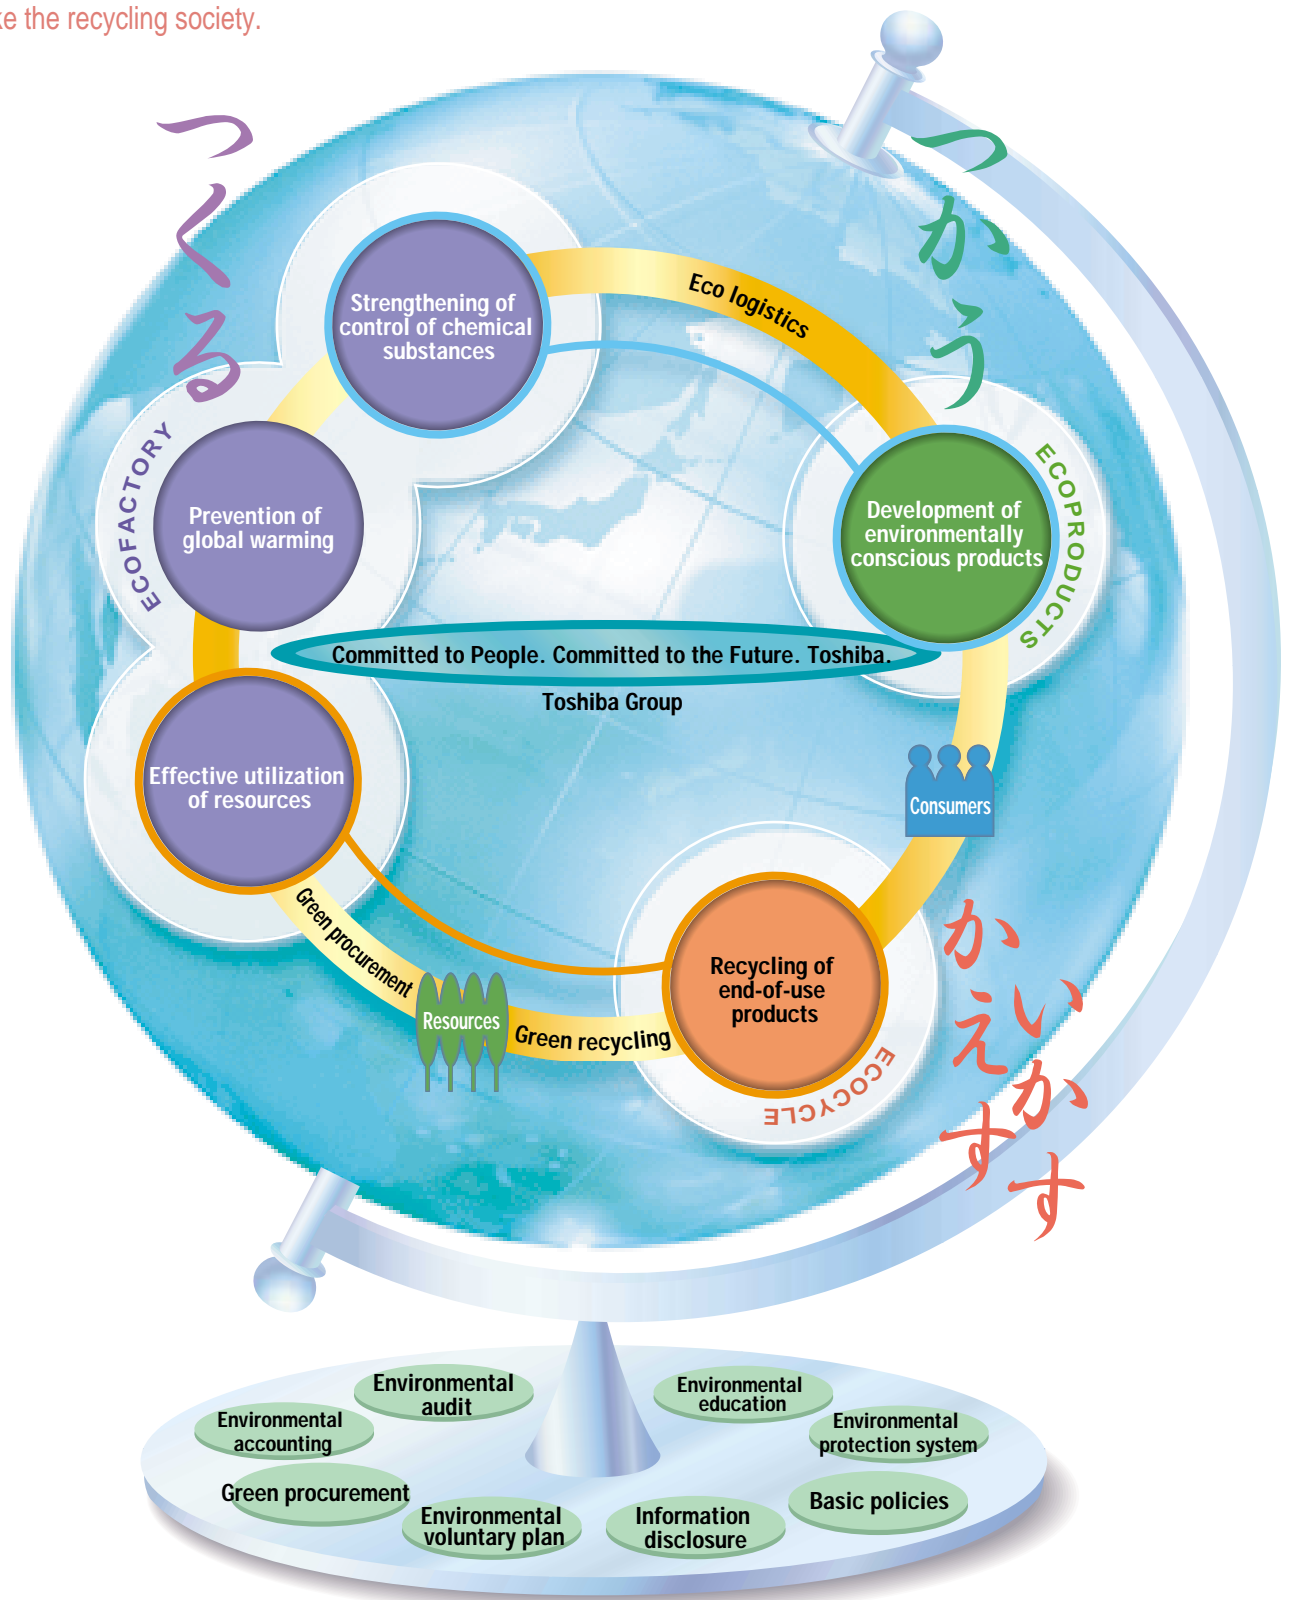 ke the recycling society.
つくる
つかう
Strengthening of
control of chemical
substances
Eco logistics
ECOFACTORY
Prevention of
global warming
Development of
environmentally
conscious products
ECOPRODUCTS
Committed to People. Committed to the Future. Toshiba.
Toshiba Group
Effective utilization
of resources
Consumers
Green procurement
Resources
Green recycling
Recycling of
end-of-use
products
ECOCYCLE
いかす
かえす
Environmental
audit
Environmental
education
Environmental
accounting
Environmental
protection system
Green procurement
Basic policies
Environmental
voluntary plan
Information
disclosure